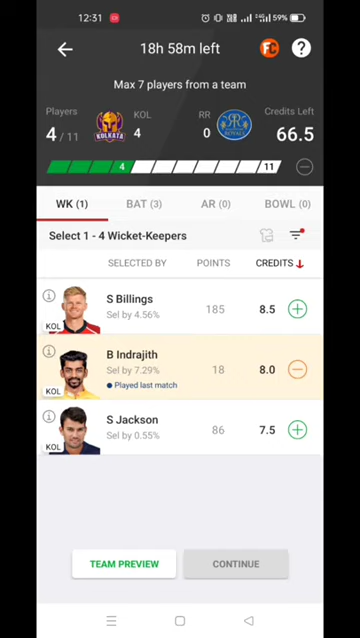 12:31
59%
18h 58m left
FC
?
Max 7 players from a team
Players
4 / 11
KOLKATA
KOL
4
RR
0
ROYALS
Credits Left
66.5
4
11
WK (1)
BAT (3)
AR (0)
BOWL (0)
Select 1 - 4 Wicket-Keepers
SELECTED BY
POINTS
CREDITS
S Billings
Sel by 4.56%
185
8.5
KOL
B Indrajith
Sel by 7.29%
Played last match
18
8.0
KOL
S Jackson
Sel by 0.55%
86
7.5
KOL
TEAM PREVIEW
CONTINUE